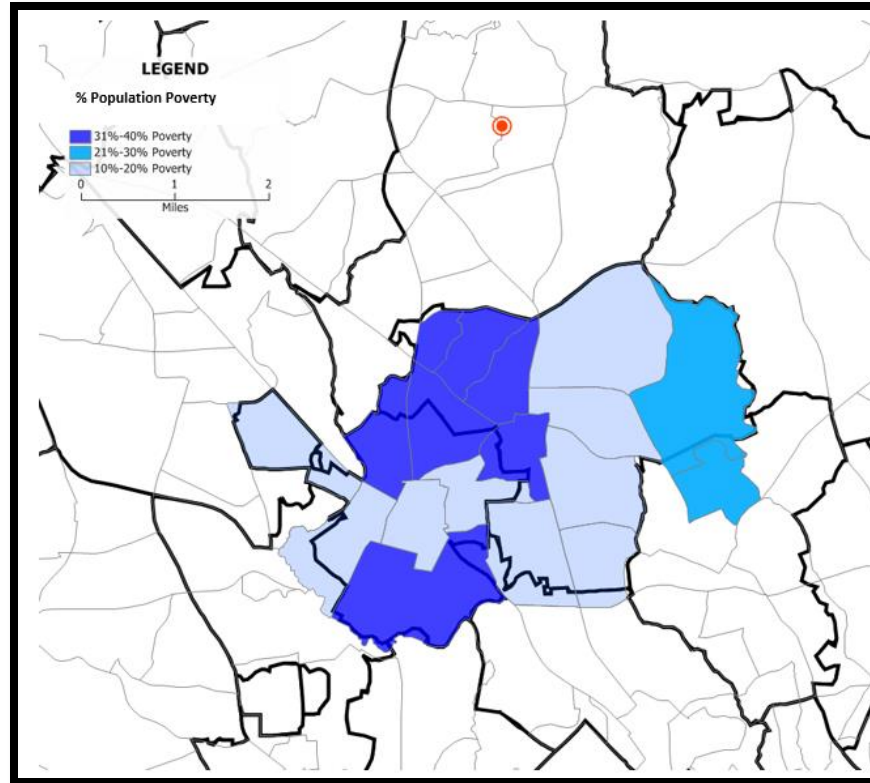 LEGEND
% Population Poverty
31%-40% Poverty
21%-30% Poverty
10%-20% Poverty
0 1 2
Miles